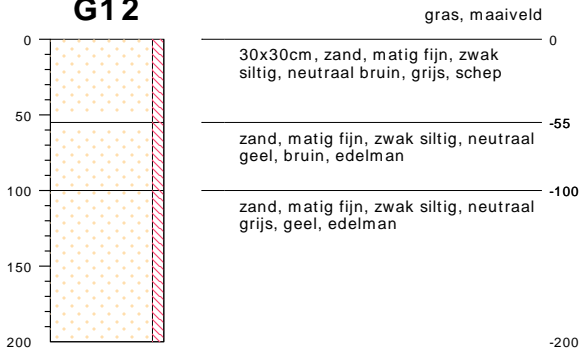 G12
gras, maaiveld
0
0
30x30cm, zand, matig fijn, zwak
siltig, neutraal bruin, grijs, schep
50
-55
zand, matig fijn, zwak siltig, neutraal
geel, bruin, edelman
100
-100
zand, matig fijn, zwak siltig, neutraal
grijs, geel, edelman
150
200
-200